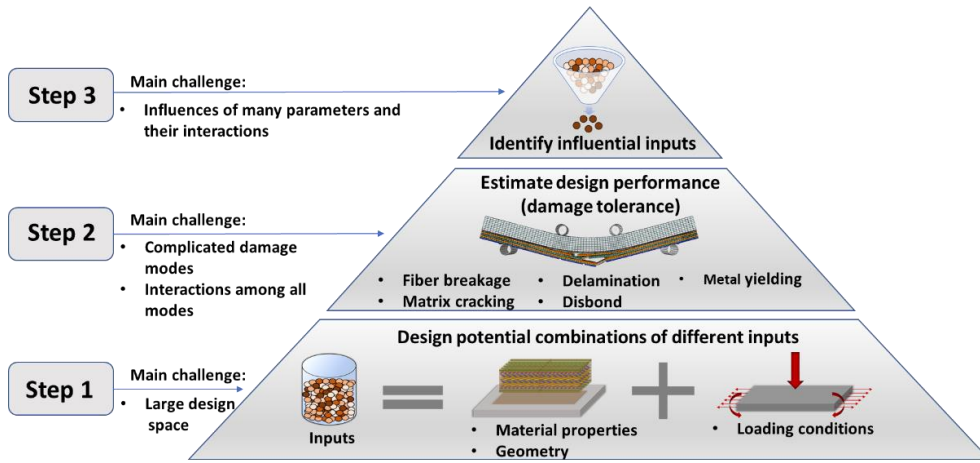 Step 3
Main challenge:
• Influences of many parameters and
their interactions
Identify influential inputs
Step 2
Main challenge:
• Complicated damage
modes
• Interactions among all
modes
Estimate design performance
(damage tolerance)
• Fiber breakage
• Matrix cracking
• Delamination
• Disbond
• Metal yielding
Step 1
Main challenge:
• Large design
space
Design potential combinations of different inputs
Inputs
• Material properties
• Geometry
• Loading conditions